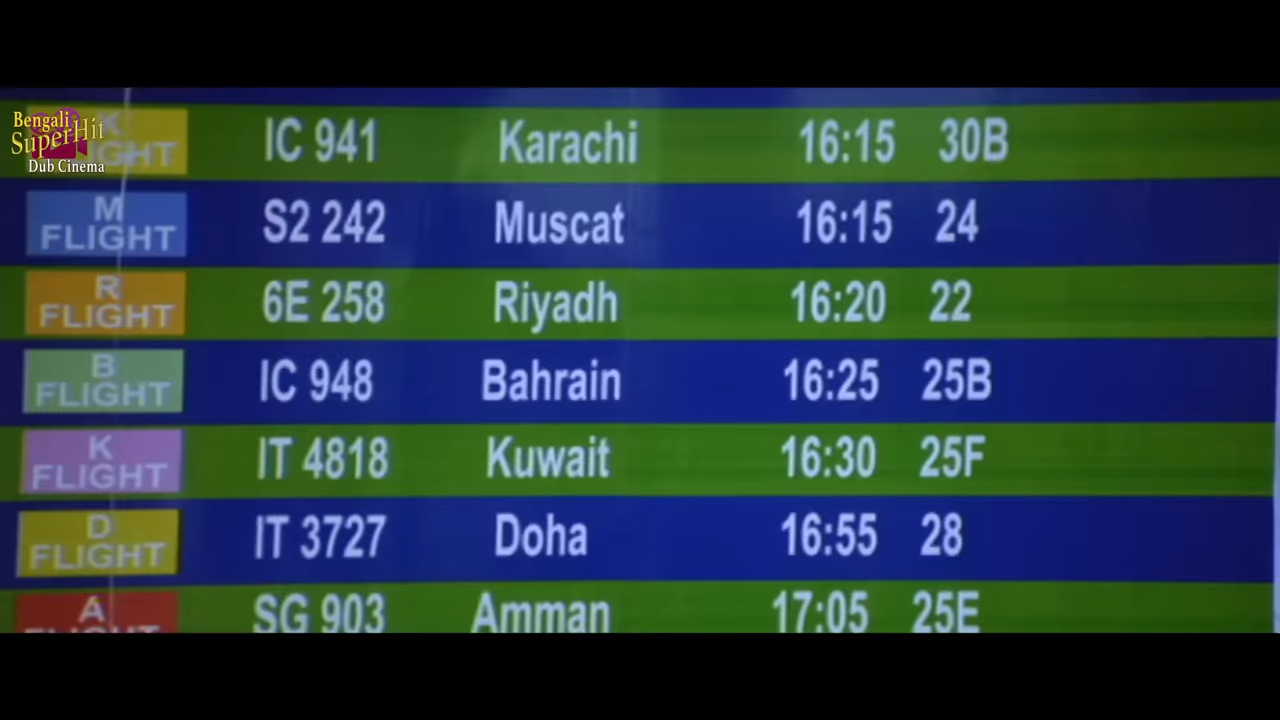 Bengali
SuperHit
Dub Cinema
K
FLIGHT IC 941 Karachi 16:15 30B
M
FLIGHT S2 242 Muscat 16:15 24
R
FLIGHT 6E 258 Riyadh 16:20 22
B
FLIGHT IC 948 Bahrain 16:25 25B
K
FLIGHT IT 4818 Kuwait 16:30 25F
D
FLIGHT IT 3727 Doha 16:55 28
A
FLIGHT SG 903 Amman 17:05 25E